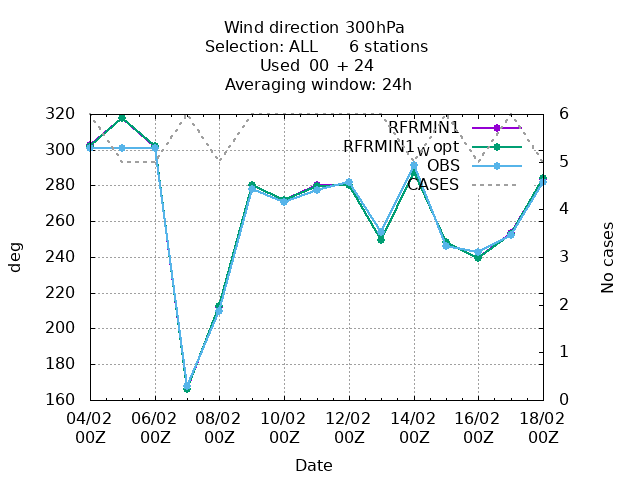 Wind direction 300hPa
Selection: ALL      6 stations
Used  00  + 24
Averaging window: 24h
RFRMIN1
RFRMIN1_w_opt
OBS
CASES
320
300
280
260
240
220
200
180
160
deg
6
5
4
3
2
1
0
No cases
04/02 06/02 08/02 10/02 12/02 14/02 16/02 18/02
00Z 00Z 00Z 00Z 00Z 00Z 00Z 00Z
Date